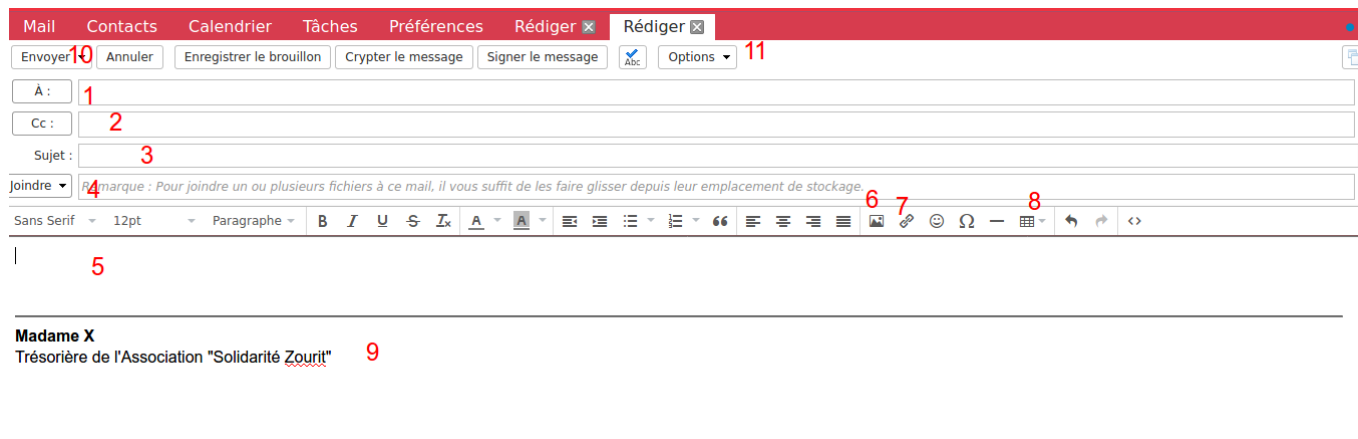 Mail Contacts Calendrier Tâches Préférences Rédiger Rédiger
Envoyer 10 Annuler Enregistrer le brouillon Crypter le message Signer le message Abc Options 11
À : 1
Cc : 2
Sujet : 3
Joindre 4 Remarque : Pour joindre un ou plusieurs fichiers à ce mail, il vous suffit de les faire glisser depuis leur emplacement de stockage.
6 7 8
Sans Serif 12pt Paragraphe B I U S Ix A A “ Ω — <>
5
Madame X
Trésorière de l'Association "Solidarité Zourit" 9